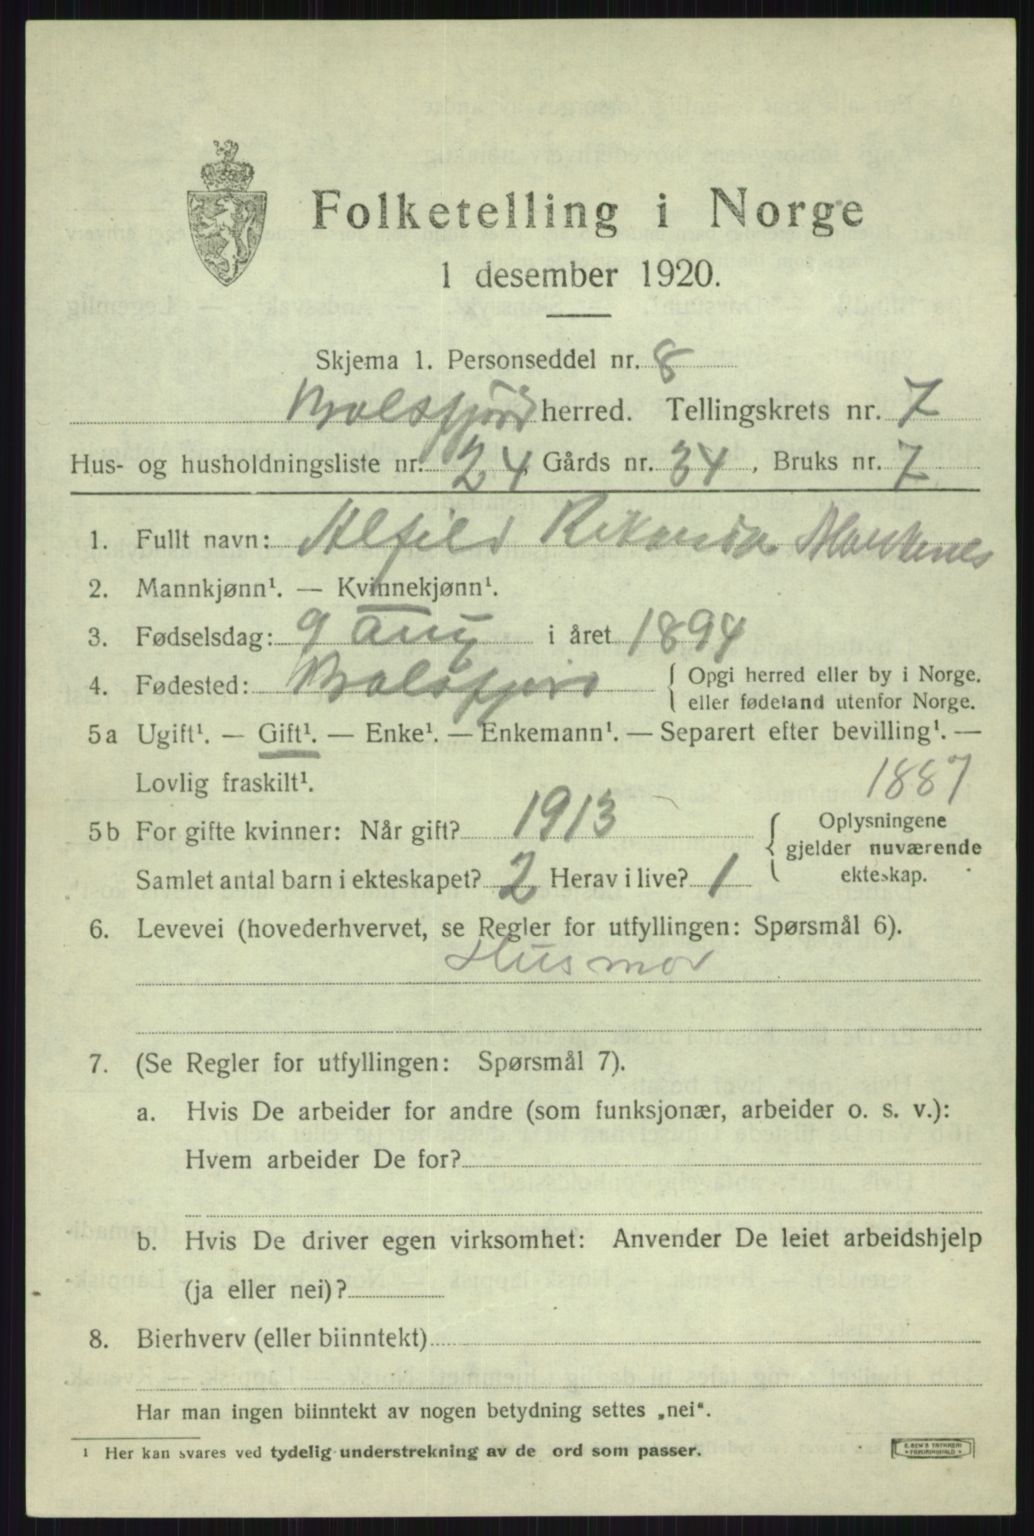 Folketelling i Norge
1 desember 1920.
Skjema 1. Personseddel nr. 8
Balsfjord herred. Tellingskrets nr. 7
Hus- og husholdningsliste nr. 24, Gårds nr. 34, Bruks nr. 7
1. Fullt navn: Alfild Rikarda
2. Mannkjønn¹. — Kvinnekjønn¹.
3. Fødselsdag: 9 aug i året 1894
4. Fødested: Balsfjord { Opgi herred eller by i Norge.
eller fødeland utenfor Norge.
5a Ugift¹. — Gift¹. — Enke¹. — Enkemann¹. — Separert efter bevilling¹. —
Lovlig fraskilt¹. 1887
5b For gifte kvinner: Når gift? 1913
Samlet antal barn i ekteskapet? 2 Herav i live? 1
{ Oplysningene
gjelder nuværende
ekteskap.
6. Levevei (hovederhvervet, se Regler for utfyllingen: Spørsmål 6).
Husmor
7. (Se Regler for utfyllingen: Spørsmål 7).
a. Hvis De arbeider for andre (som funksjonær, arbeider o. s. v.):
Hvem arbeider De for?
b. Hvis De driver egen virksomhet: Anvender De leiet arbeidshjelp
(ja eller nei)?
8. Bierhverv (eller biinntekt)
Har man ingen biinntekt av nogen betydning settes „nei“.
¹ Her kan svares ved tydelig understrekning av de ord som passer.